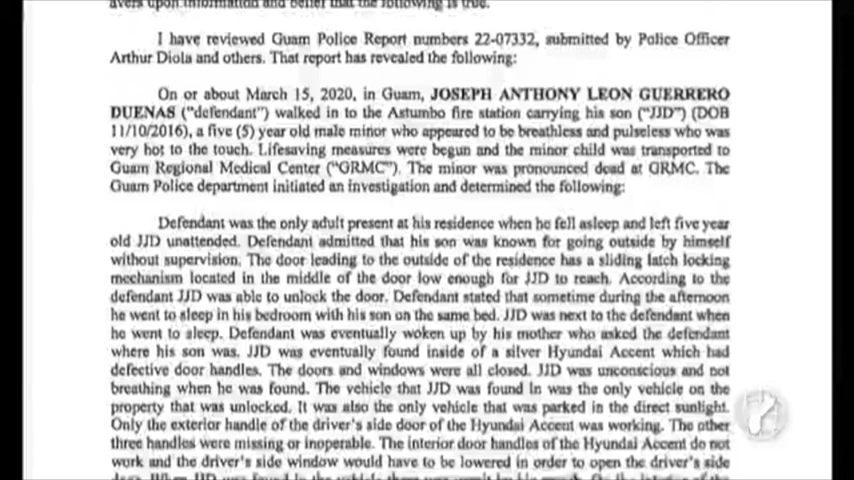 avers upon information and belief that the following is true.
I have reviewed Guam Police Report numbers 22-07332, submitted by Police Officer
Arthur Diola and others. That report has revealed the following:
On or about March 15, 2020, in Guam, JOSEPH ANTHONY LEON GUERRERO
DUENAS ("defendant") walked in to the Astumbo fire station carrying his son ("JJD") (DOB
11/10/2016), a five (5) year old male minor who appeared to be breathless and pulseless who was
very hot to the touch. Lifesaving measures were begun and the minor child was transported to
Guam Regional Medical Center ("GRMC"). The minor was pronounced dead at GRMC. The
Guam Police department initiated an investigation and determined the following:
Defendant was the only adult present at his residence when he fell asleep and left five year
old JJD unattended. Defendant admitted that his son was known for going outside by himself
without supervision. The door leading to the outside of the residence has a sliding latch locking
mechanism located in the middle of the door low enough for JJD to reach. According to the
defendant JJD was able to unlock the door. Defendant stated that sometime during the afternoon
he went to sleep in his bedroom with his son on the same bed. JJD was next to the defendant when
he went to sleep. Defendant was eventually woken up by his mother who asked the defendant
where his son was. JJD was eventually found inside of a silver Hyundai Accent which had
defective door handles. The doors and windows were all closed. JJD was unconscious and not
breathing when he was found. The vehicle that JJD was found in was the only vehicle on the
property that was unlocked. It was also the only vehicle that was parked in the direct sunlight.
Only the exterior handle of the driver's side door of the Hyundai Accent was working. The other
three handles were missing or inoperable. The interior door handles of the Hyundai Accent do not
work and the driver's side window would have to be lowered in order to open the driver's side